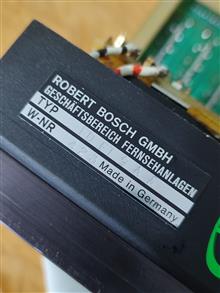 ROBERT BOSCH GMBH
GESCHÄFTSBEREICH FERNSEHANLAGEN
TYP
W-NR
Made in Germany